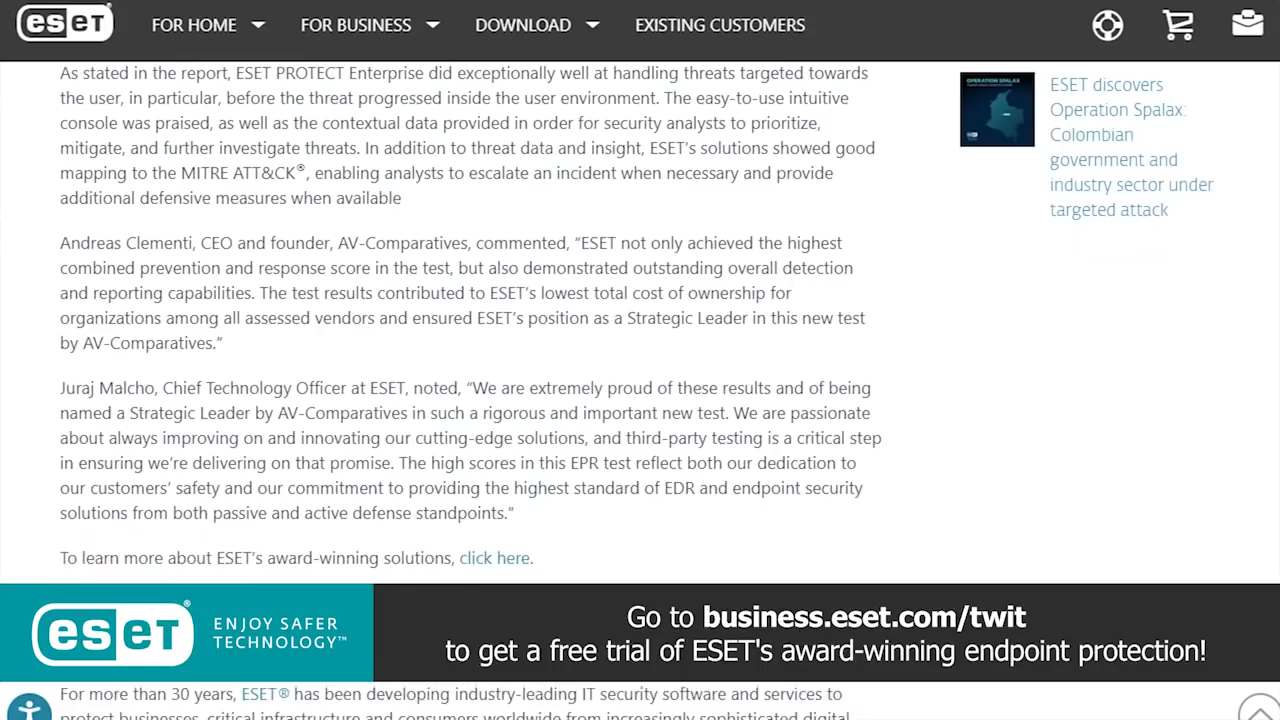 eset
FOR HOME
FOR BUSINESS
DOWNLOAD
EXISTING CUSTOMERS
As stated in the report, ESET PROTECT Enterprise did exceptionally well at handling threats targeted towards
the user, in particular, before the threat progressed inside the user environment. The easy-to-use intuitive
console was praised, as well as the contextual data provided in order for security analysts to prioritize,
mitigate, and further investigate threats. In addition to threat data and insight, ESET’s solutions showed good
mapping to the MITRE ATT&CK®, enabling analysts to escalate an incident when necessary and provide
additional defensive measures when available
Andreas Clementi, CEO and founder, AV-Comparatives, commented, “ESET not only achieved the highest
combined prevention and response score in the test, but also demonstrated outstanding overall detection
and reporting capabilities. The test results contributed to ESET’s lowest total cost of ownership for
organizations among all assessed vendors and ensured ESET’s position as a Strategic Leader in this new test
by AV-Comparatives.”
Juraj Malcho, Chief Technology Officer at ESET, noted, “We are extremely proud of these results and of being
named a Strategic Leader by AV-Comparatives in such a rigorous and important new test. We are passionate
about always improving on and innovating our cutting-edge solutions, and third-party testing is a critical step
in ensuring we’re delivering on that promise. The high scores in this EPR test reflect both our dedication to
our customers’ safety and our commitment to providing the highest standard of EDR and endpoint security
solutions from both passive and active defense standpoints.”
To learn more about ESET’s award-winning solutions, click here.
OPERATION SPALAX
ESET discovers
Operation Spalax:
Colombian
government and
industry sector under
targeted attack
eset®
ENJOY SAFER
TECHNOLOGY™
Go to business.eset.com/twit
to get a free trial of ESET's award-winning endpoint protection!
For more than 30 years, ESET® has been developing industry-leading IT security software and services to
protect businesses, critical infrastructure and consumers worldwide from increasingly sophisticated digital